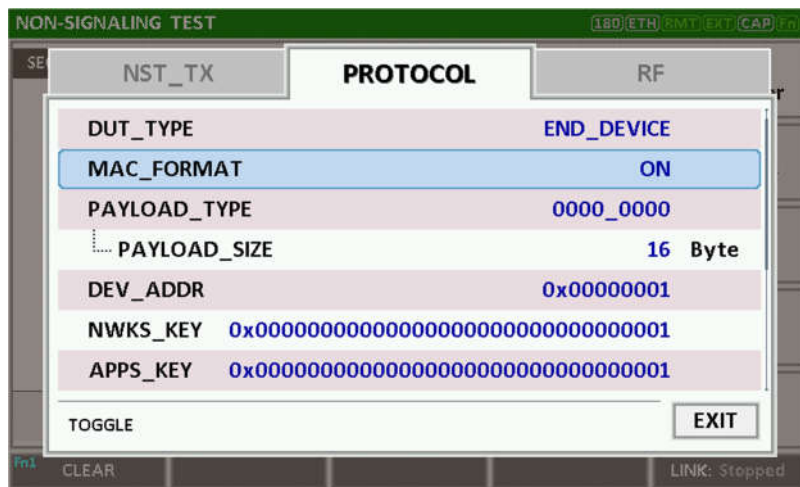 NON-SIGNALING TEST 180 ETH RMT EXT CAP Fn
NST_TX PROTOCOL RF
DUT_TYPE END_DEVICE
MAC_FORMAT ON
PAYLOAD_TYPE 0000_0000
PAYLOAD_SIZE 16 Byte
DEV_ADDR 0x00000001
NWKS_KEY 0x00000000000000000000000000000001
APPS_KEY 0x00000000000000000000000000000001
TOGGLE EXIT
Fn1 CLEAR LINK: Stopped